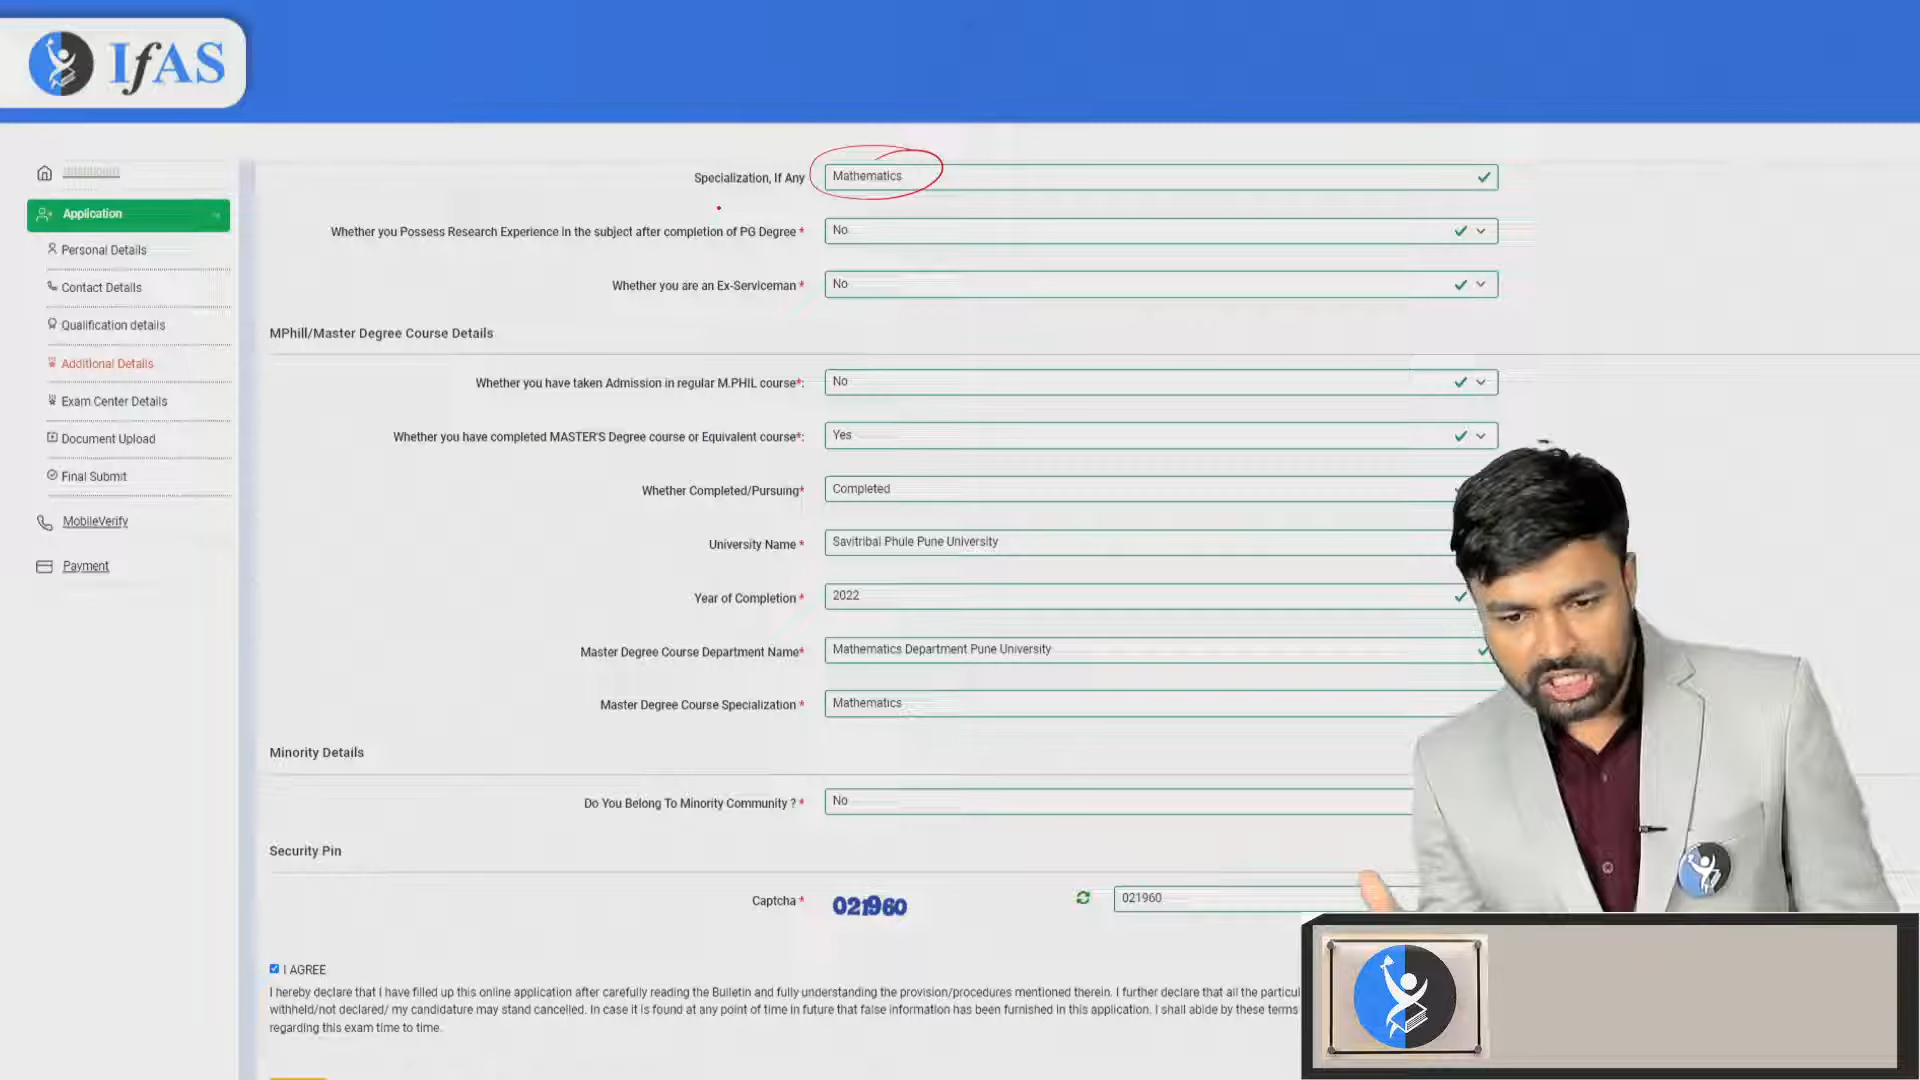 IfAS
Dashboard
Application
Personal Details
Contact Details
Qualification details
Additional Details
Exam Center Details
Document Upload
Final Submit
MobileVerify
Payment
Specialization, If Any Mathematics
Whether you Possess Research Experience in the subject after completion of PG Degree * No
Whether you are an Ex-Serviceman * No
MPhill/Master Degree Course Details
Whether you have taken Admission in regular M.PHIL course*: No
Whether you have completed MASTER'S Degree course or Equivalent course*: Yes
Whether Completed/Pursuing* Completed
University Name * Savitribai Phule Pune University
Year of Completion * 2022
Master Degree Course Department Name* Mathematics Department Pune University
Master Degree Course Specialization * Mathematics
Minority Details
Do You Belong To Minority Community ? * No
Security Pin
Captcha * 021960 021960
I AGREE
I hereby declare that I have filled up this online application after carefully reading the Bulletin and fully understanding the provision/procedures mentioned therein. I further declare that all the particul
withheld/not declared/ my candidature may stand cancelled. In case it is found at any point of time in future that false information has been furnished in this application, I shall abide by these terms
regarding this exam time to time.